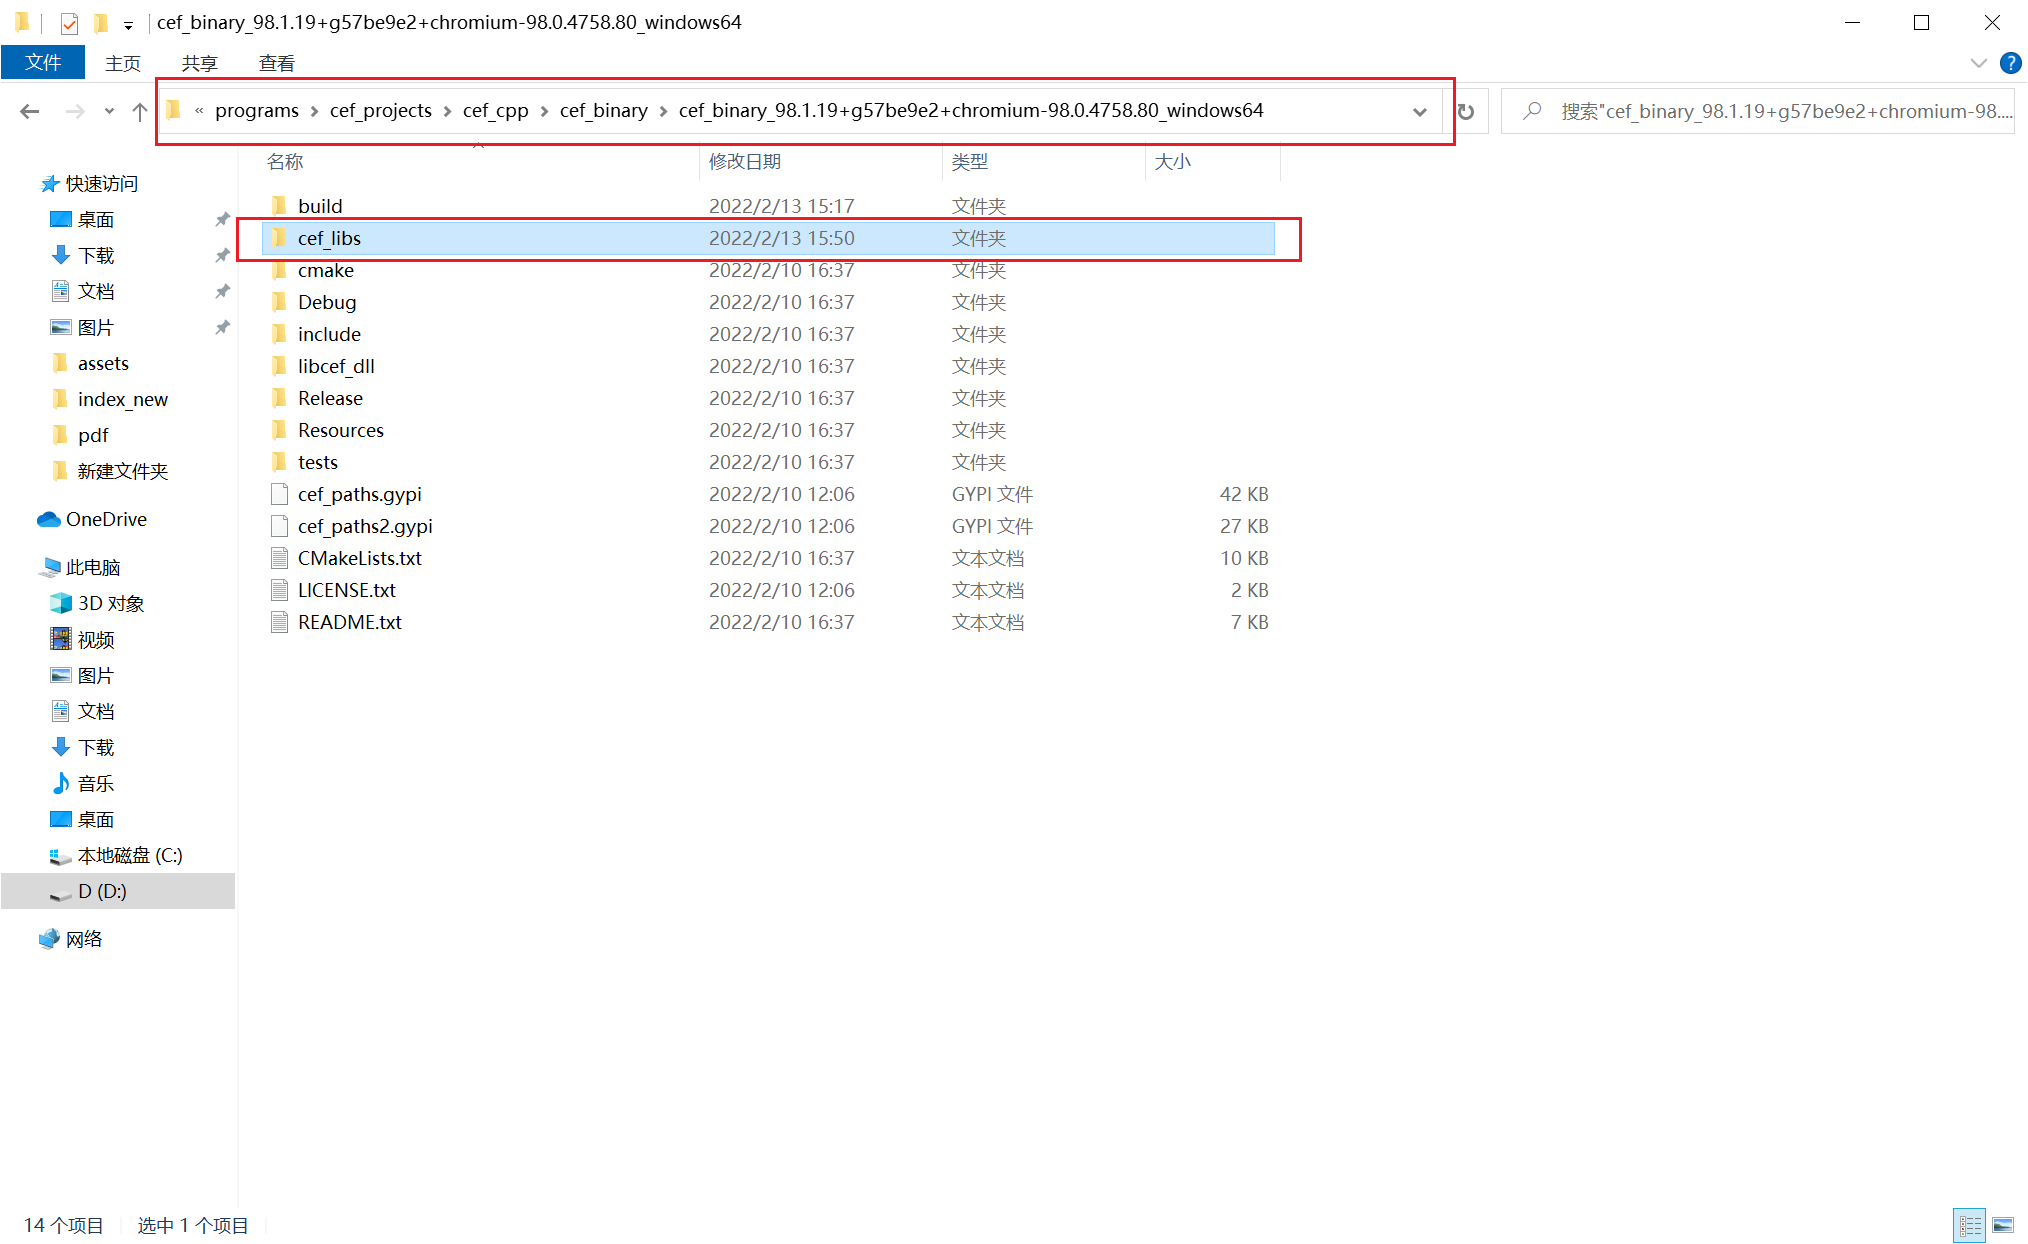 cef_binary_98.1.19+g57be9e2+chromium-98.0.4758.80_windows64
文件 主页 共享 查看
« programs > cef_projects > cef_cpp > cef_binary > cef_binary_98.1.19+g57be9e2+chromium-98.0.4758.80_windows64
搜索"cef_binary_98.1.19+g57be9e2+chromium-98....
名称 修改日期 类型 大小
快速访问
桌面
下载
文档
图片
assets
index_new
pdf
新建文件夹
OneDrive
此电脑
3D 对象
视频
图片
文档
下载
音乐
桌面
本地磁盘 (C:)
D (D:)
网络
build 2022/2/13 15:17 文件夹
cef_libs 2022/2/13 15:50 文件夹
cmake 2022/2/10 16:37 文件夹
Debug 2022/2/10 16:37 文件夹
include 2022/2/10 16:37 文件夹
libcef_dll 2022/2/10 16:37 文件夹
Release 2022/2/10 16:37 文件夹
Resources 2022/2/10 16:37 文件夹
tests 2022/2/10 16:37 文件夹
cef_paths.gypi 2022/2/10 12:06 GYPI 文件 42 KB
cef_paths2.gypi 2022/2/10 12:06 GYPI 文件 27 KB
CMakeLists.txt 2022/2/10 16:37 文本文档 10 KB
LICENSE.txt 2022/2/10 12:06 文本文档 2 KB
README.txt 2022/2/10 16:37 文本文档 7 KB
14 个项目 选中 1 个项目